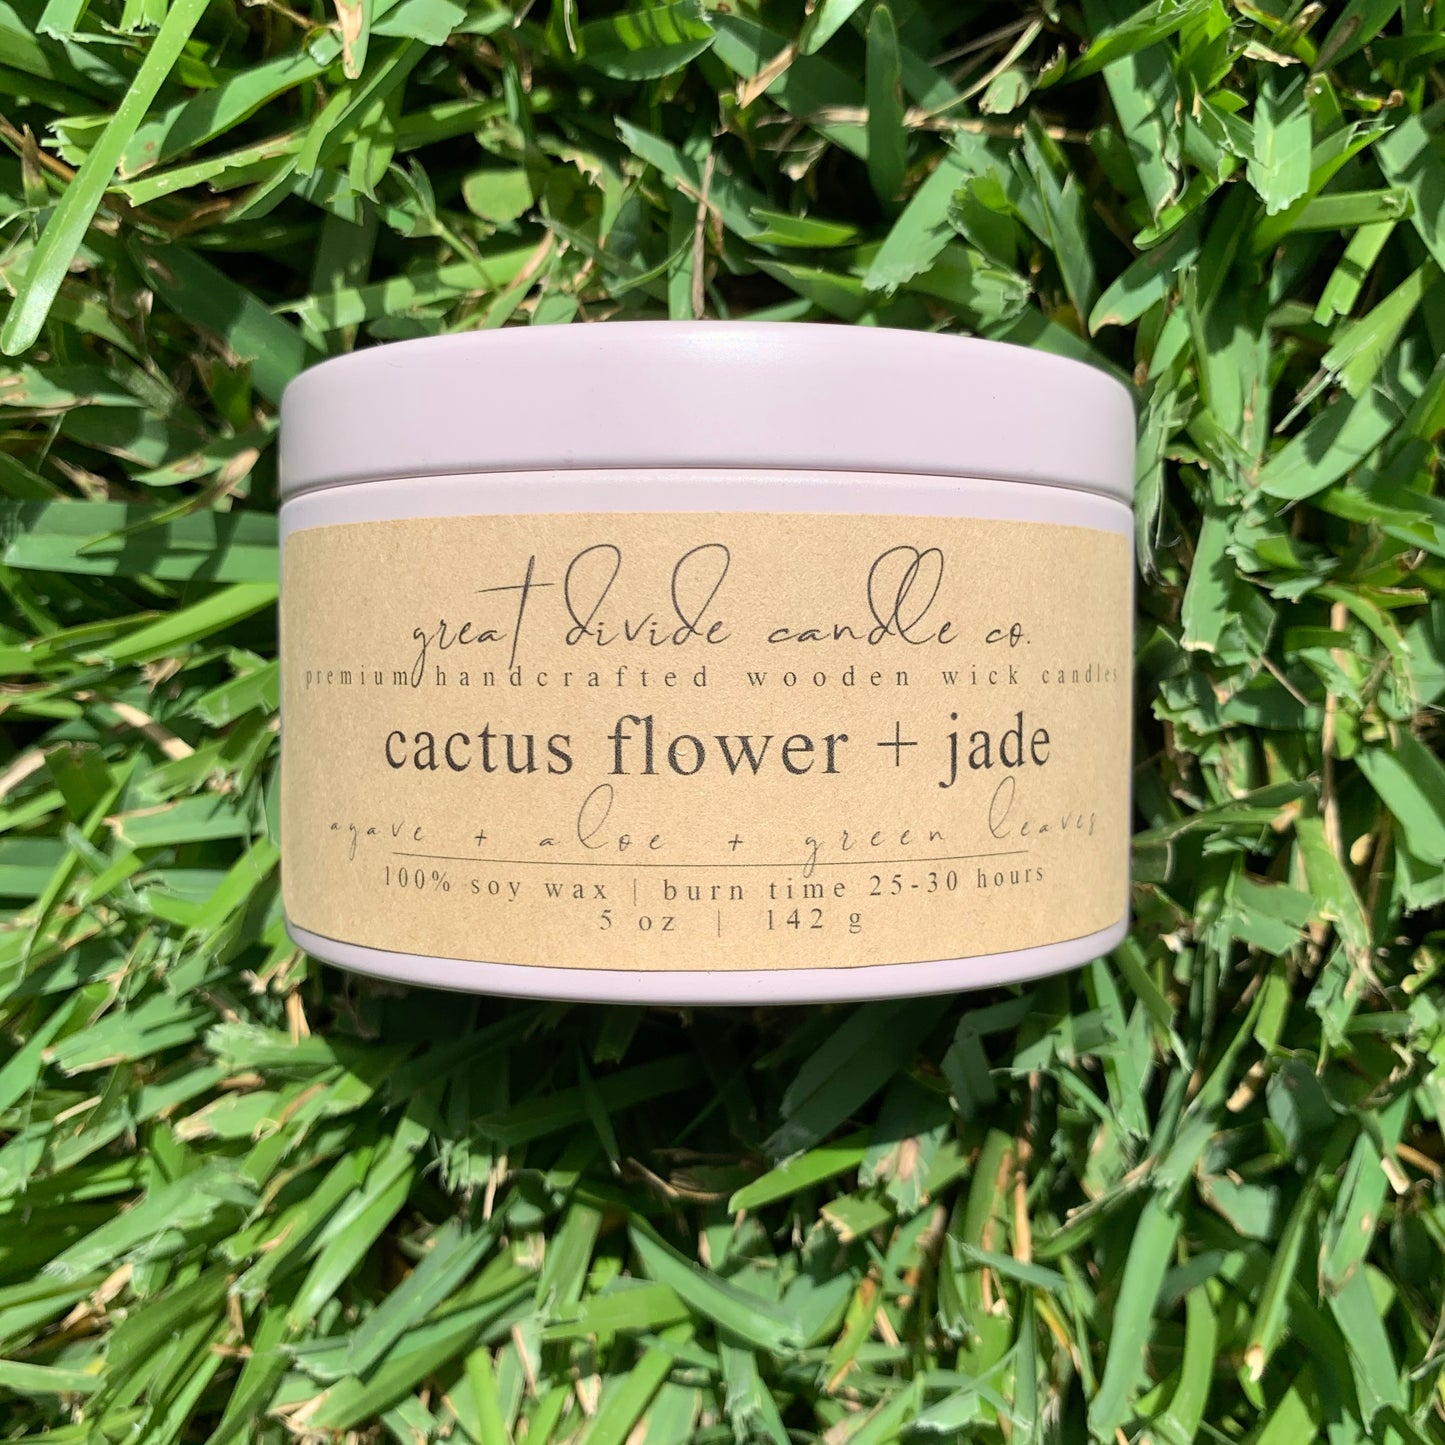 great divide candle co.
premium handcrafted wooden wick candles
cactus flower + jade
agave + aloe + green leaves
100% soy wax | burn time 25-30 hours
5 oz | 142 g